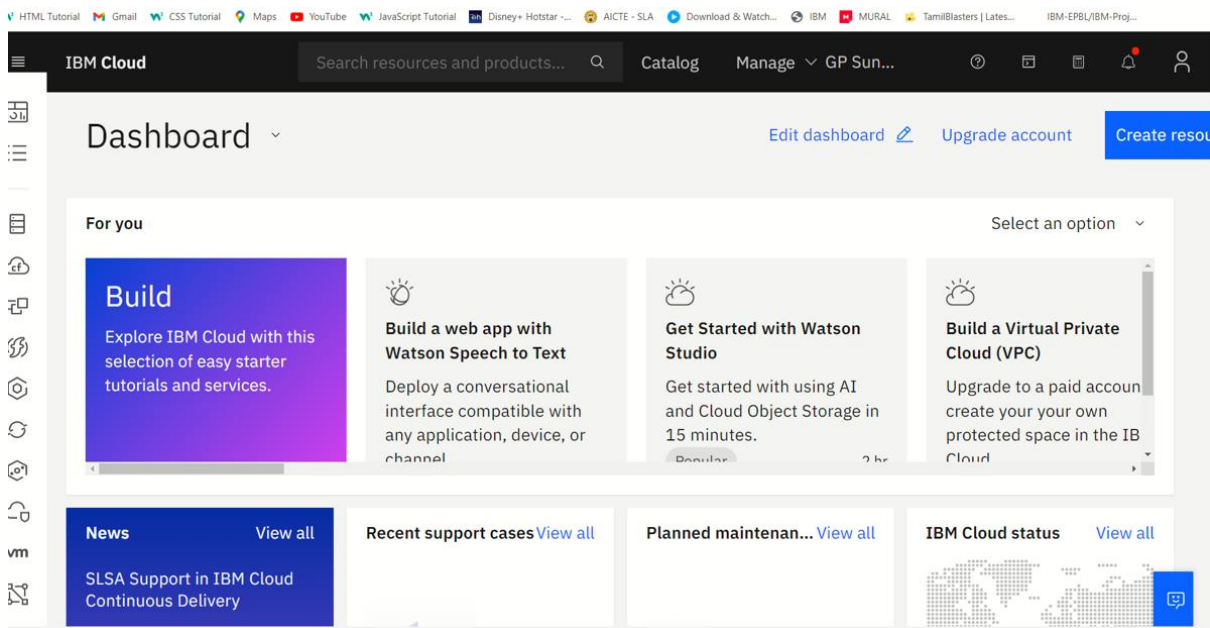 HTML Tutorial Gmail CSS Tutorial Maps YouTube JavaScript Tutorial Disney+ Hotstar -... AICTE - SLA Download & Watch... IBM MURAL TamilBlasters | Lates... IBM-EPBL/IBM-Proj...
IBM Cloud Search resources and products... Catalog Manage GP Sun...
Dashboard Edit dashboard Upgrade account Create resou
For you Select an option
Build
Explore IBM Cloud with this
selection of easy starter
tutorials and services.
Build a web app with
Watson Speech to Text
Deploy a conversational
interface compatible with
any application, device, or
channel
Get Started with Watson
Studio
Get started with using AI
and Cloud Object Storage in
15 minutes.
Popular 2 hr
Build a Virtual Private
Cloud (VPC)
Upgrade to a paid accoun
create your your own
protected space in the IB
Cloud
vm
News View all
SLSA Support in IBM Cloud
Continuous Delivery
Recent support cases View all
Planned maintenan... View all
IBM Cloud status View all